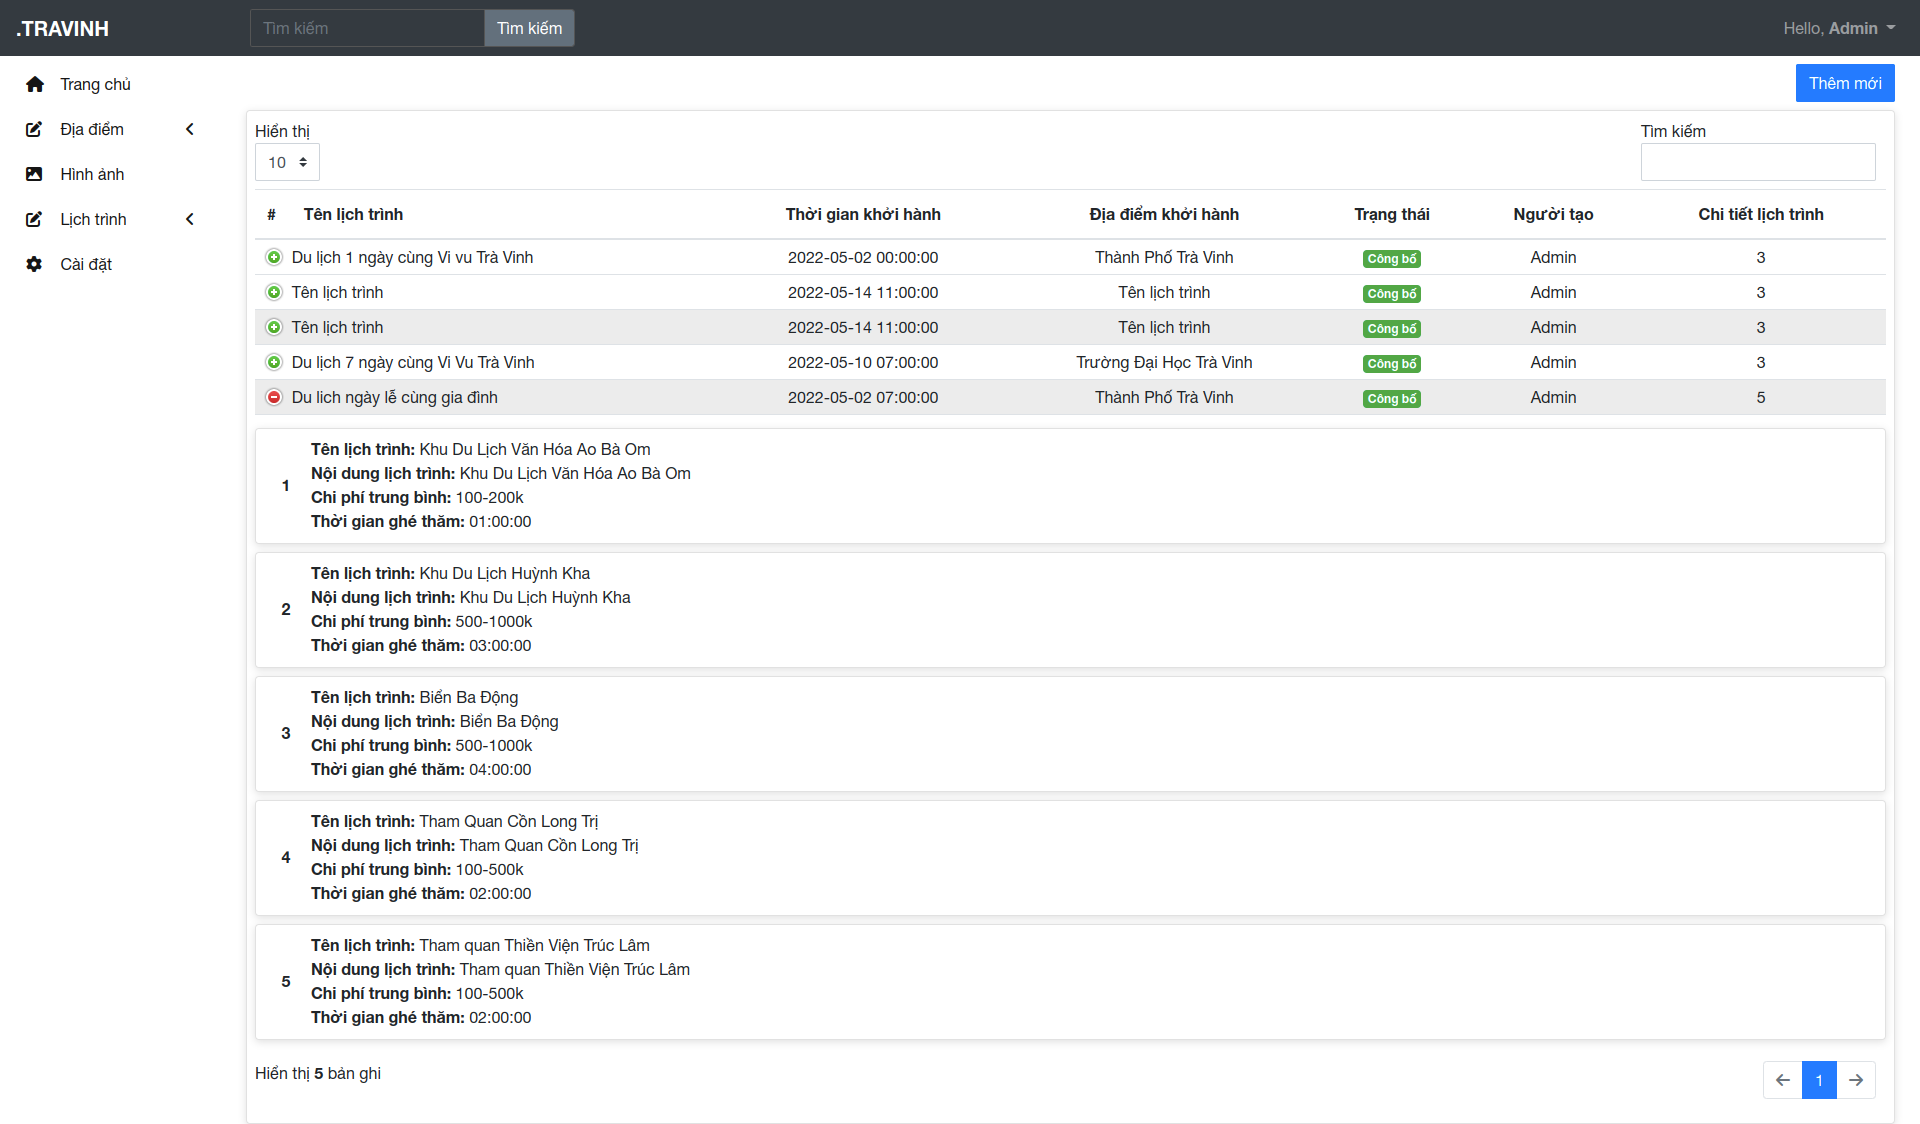 .TRAVINH
Tìm kiếm
Tìm kiếm
Hello, Admin
Trang chủ
Địa điểm
Hình ảnh
Lịch trình
Cài đặt
Thêm mới
Hiển thị
10
Tìm kiếm
# Tên lịch trình Thời gian khởi hành Địa điểm khởi hành Trạng thái Người tạo Chi tiết lịch trình
Du lịch 1 ngày cùng Vi vu Trà Vinh 2022-05-02 00:00:00 Thành Phố Trà Vinh Công bố Admin 3
Tên lịch trình 2022-05-14 11:00:00 Tên lịch trình Công bố Admin 3
Tên lịch trình 2022-05-14 11:00:00 Tên lịch trình Công bố Admin 3
Du lịch 7 ngày cùng Vi Vu Trà Vinh 2022-05-10 07:00:00 Trường Đại Học Trà Vinh Công bố Admin 3
Du lich ngày lễ cùng gia đình 2022-05-02 07:00:00 Thành Phố Trà Vinh Công bố Admin 5
1
Tên lịch trình: Khu Du Lịch Văn Hóa Ao Bà Om
Nội dung lịch trình: Khu Du Lịch Văn Hóa Ao Bà Om
Chi phí trung bình: 100-200k
Thời gian ghé thăm: 01:00:00
2
Tên lịch trình: Khu Du Lịch Huỳnh Kha
Nội dung lịch trình: Khu Du Lịch Huỳnh Kha
Chi phí trung bình: 500-1000k
Thời gian ghé thăm: 03:00:00
3
Tên lịch trình: Biển Ba Động
Nội dung lịch trình: Biển Ba Động
Chi phí trung bình: 500-1000k
Thời gian ghé thăm: 04:00:00
4
Tên lịch trình: Tham Quan Cồn Long Trị
Nội dung lịch trình: Tham Quan Cồn Long Trị
Chi phí trung bình: 100-500k
Thời gian ghé thăm: 02:00:00
5
Tên lịch trình: Tham quan Thiền Viện Trúc Lâm
Nội dung lịch trình: Tham quan Thiền Viện Trúc Lâm
Chi phí trung bình: 100-500k
Thời gian ghé thăm: 02:00:00
Hiển thị 5 bản ghi
1